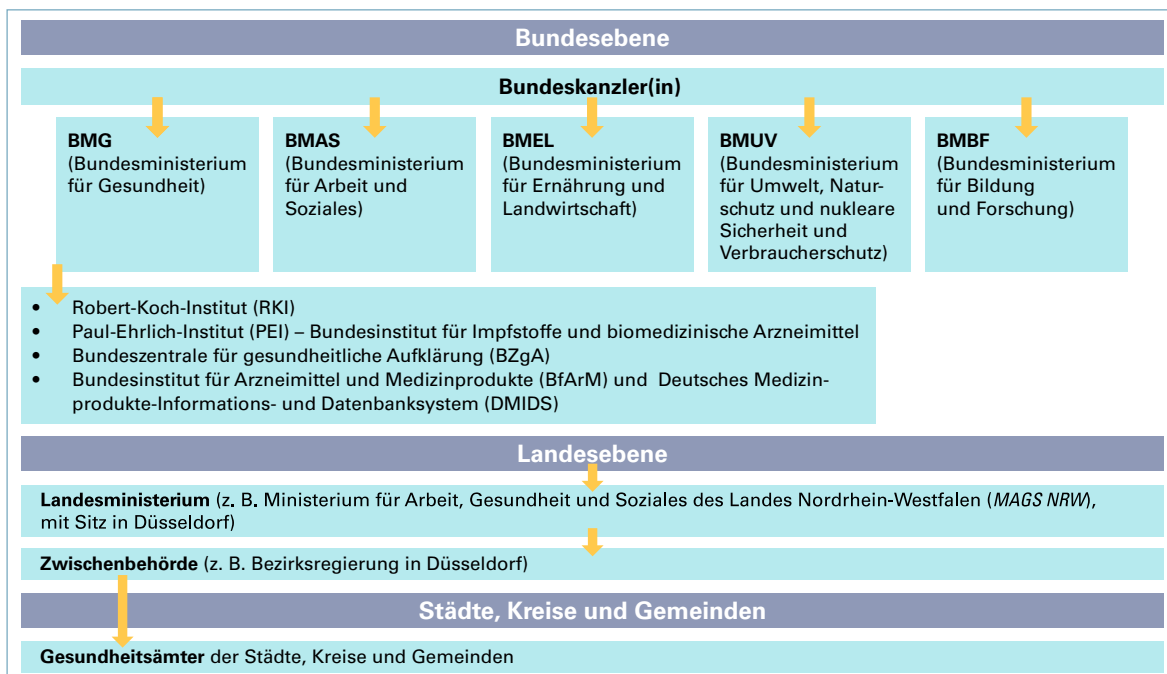 Bundesebene
Bundeskanzler(in)
BMG
(Bundesministerium
für Gesundheit)
BMAS
(Bundesministerium
für Arbeit und
Soziales)
BMEL
(Bundesministerium
für Ernährung und
Landwirtschaft)
BMUV
(Bundesministerium
für Umwelt, Natur-
schutz und nukleare
Sicherheit und
Verbraucherschutz)
BMBF
(Bundesministerium
für Bildung
und Forschung)
• Robert-Koch-Institut (RKI)
• Paul-Ehrlich-Institut (PEI) – Bundesinstitut für Impfstoffe und biomedizinische Arzneimittel
• Bundeszentrale für gesundheitliche Aufklärung (BZgA)
• Bundesinstitut für Arzneimittel und Medizinprodukte (BfArM) und Deutsches Medizin-
produkte-Informations- und Datenbanksystem (DMIDS)
Landesebene
Landesministerium (z. B. Ministerium für Arbeit, Gesundheit und Soziales des Landes Nordrhein-Westfalen (MAGS NRW),
mit Sitz in Düsseldorf)
Zwischenbehörde (z. B. Bezirksregierung in Düsseldorf)
Städte, Kreise und Gemeinden
Gesundheitsämter der Städte, Kreise und Gemeinden